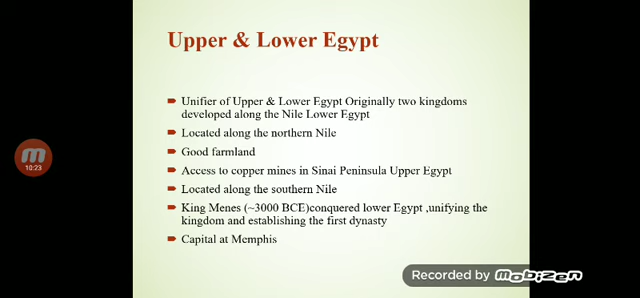 Upper & Lower Egypt
Unifier of Upper & Lower Egypt Originally two kingdoms
developed along the Nile Lower Egypt
Located along the northern Nile
Good farmland
Access to copper mines in Sinai Peninsula Upper Egypt
Located along the southern Nile
King Menes (~3000 BCE)conquered lower Egypt ,unifying the
kingdom and establishing the first dynasty
Capital at Memphis
10:23
Recorded by mobizen